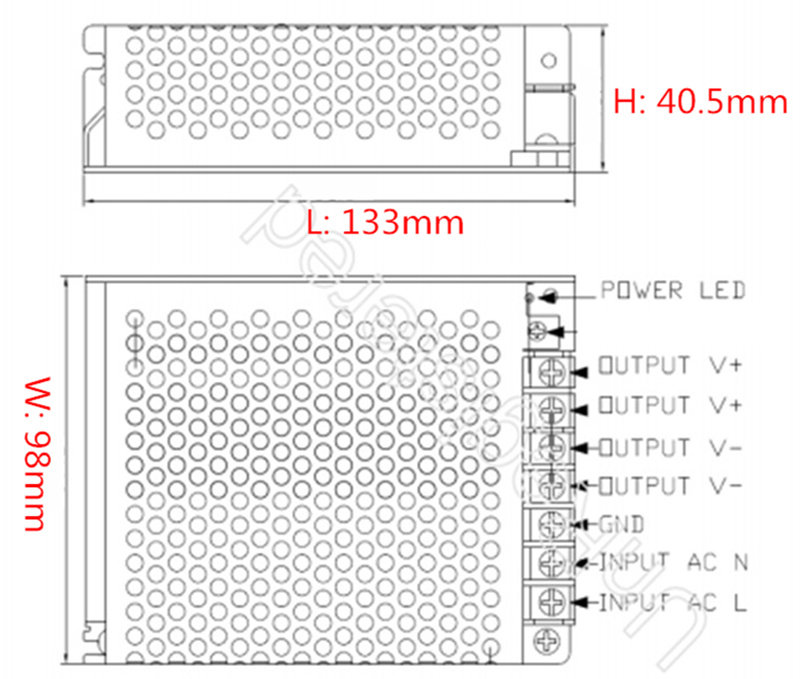 H: 40.5mm
L: 133mm
W: 98mm
POWER LED
OUTPUT V+
OUTPUT V+
OUTPUT V-
OUTPUT V-
GND
INPUT AC N
INPUT AC L